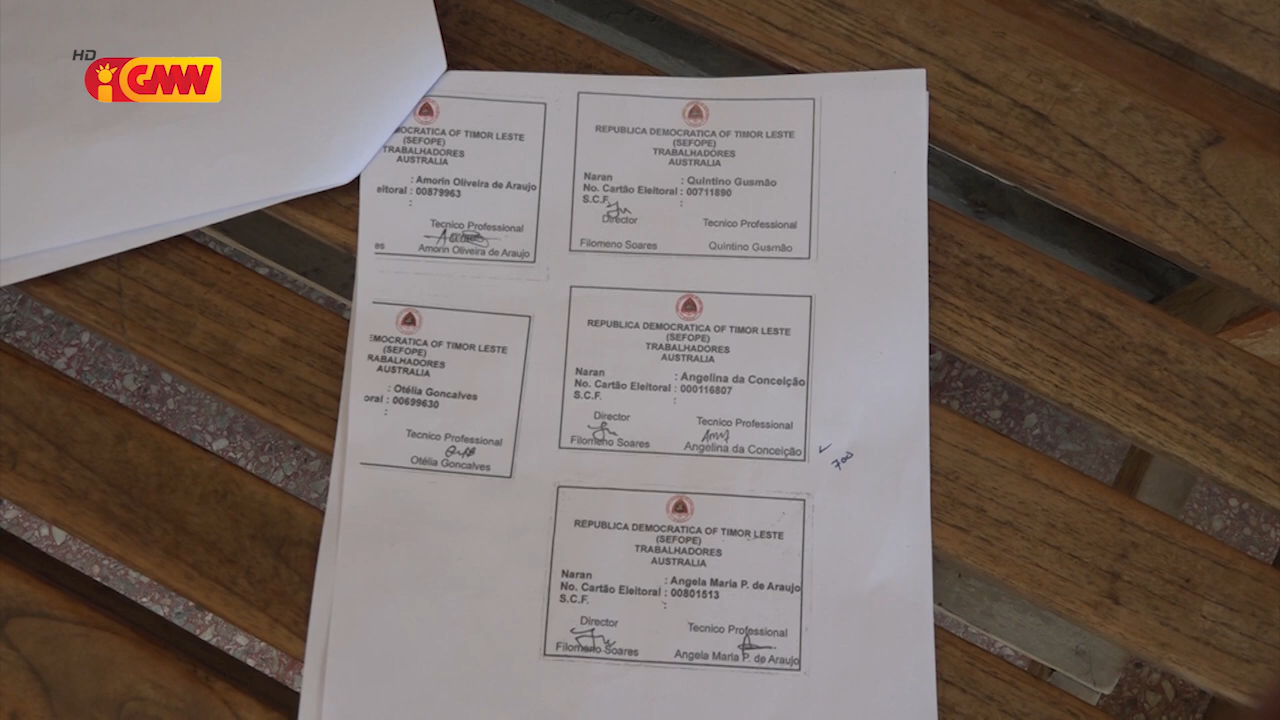 HD
GMN
MOCRATICA OF TIMOR LESTE
(SEFOPE)
TRABALHADORES
AUSTRALIA
: Amorin Oliveira de Araujo
eitoral : 00879963
:
Tecnico Professional
es Amorin Oliveira de Araujo
REPUBLICA DEMOCRATICA OF TIMOR LESTE
(SEFOPE)
TRABALHADORES
AUSTRALIA
Naran : Quintino Gusmão
No. Cartão Eleitoral : 00711890
S.C.F. :
Director Tecnico Professional
Filomeno Soares Quintino Gusmão
EMOCRATICA OF TIMOR LESTE
(SEFOPE)
RABALHADORES
AUSTRALIA
: Otélia Goncalves
oral : 00699630
:
Tecnico Professional
Otélia Goncalves
REPUBLICA DEMOCRATICA OF TIMOR LESTE
(SEFOPE)
TRABALHADORES
AUSTRALIA
Naran : Angelina da Conceição
No. Cartão Eleitoral : 000116807
S.C.F. :
Director Tecnico Professional
Filomeno Soares Angelina da Conceição
700
REPUBLICA DEMOCRATICA OF TIMOR LESTE
(SEFOPE)
TRABALHADORES
AUSTRALIA
Naran : Angela Maria P. de Araujo
No. Cartão Eleitoral : 00801513
S.C.F. :
Director Tecnico Professional
Filomeno Soares Angela Maria P. de Araujo